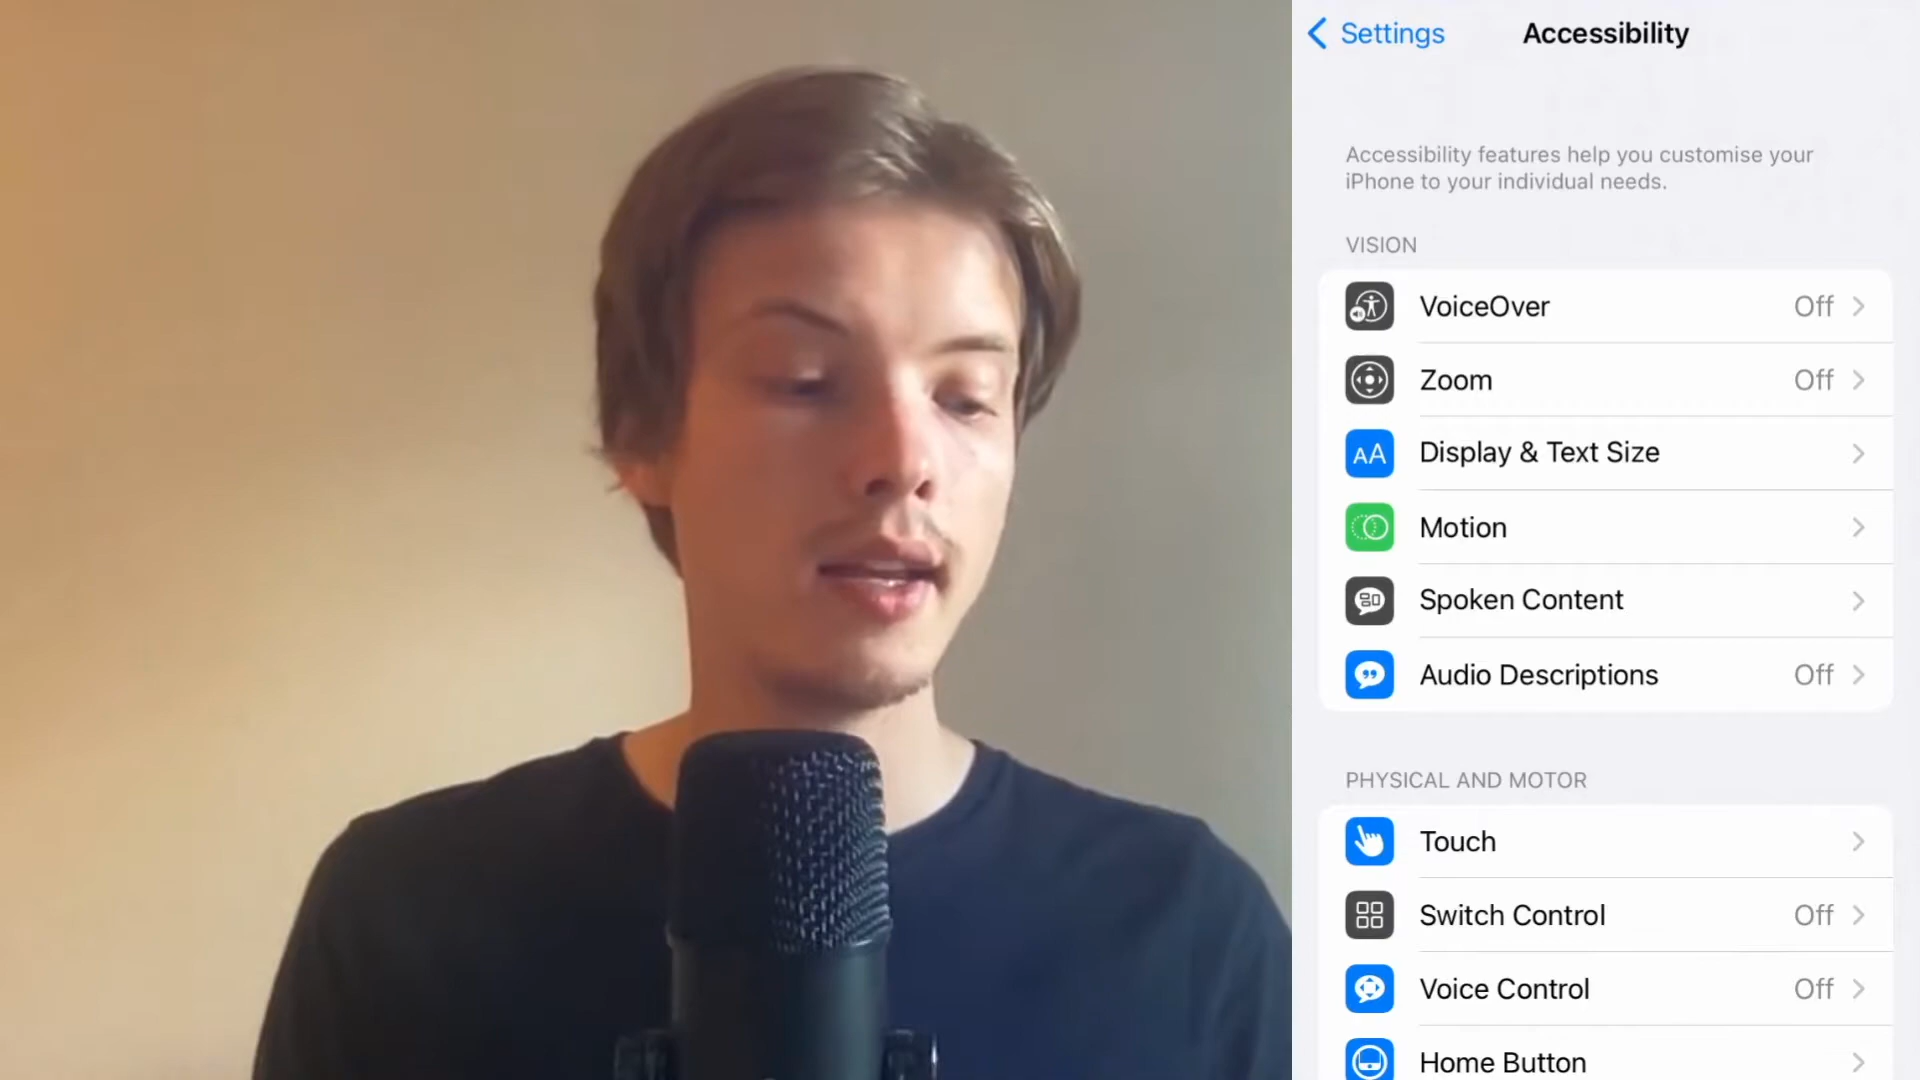 Settings
Accessibility
Accessibility features help you customise your
iPhone to your individual needs.
VISION
VoiceOver Off
Zoom Off
AA Display & Text Size
Motion
Spoken Content
Audio Descriptions Off
PHYSICAL AND MOTOR
Touch
Switch Control Off
Voice Control Off
Home Button